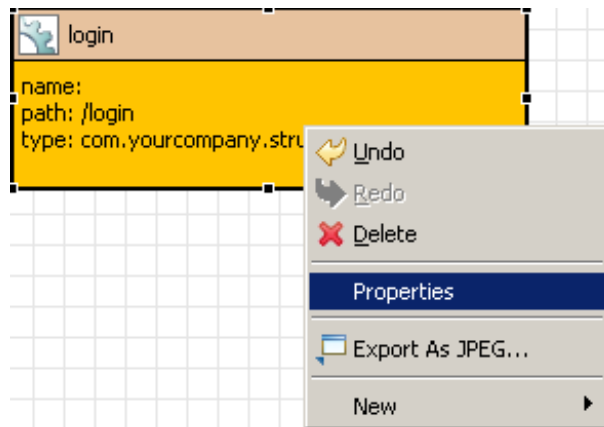 login
name:
path: /login
type: com.yourcompany.stru
Undo
Redo
Delete
Properties
Export As JPEG...
New